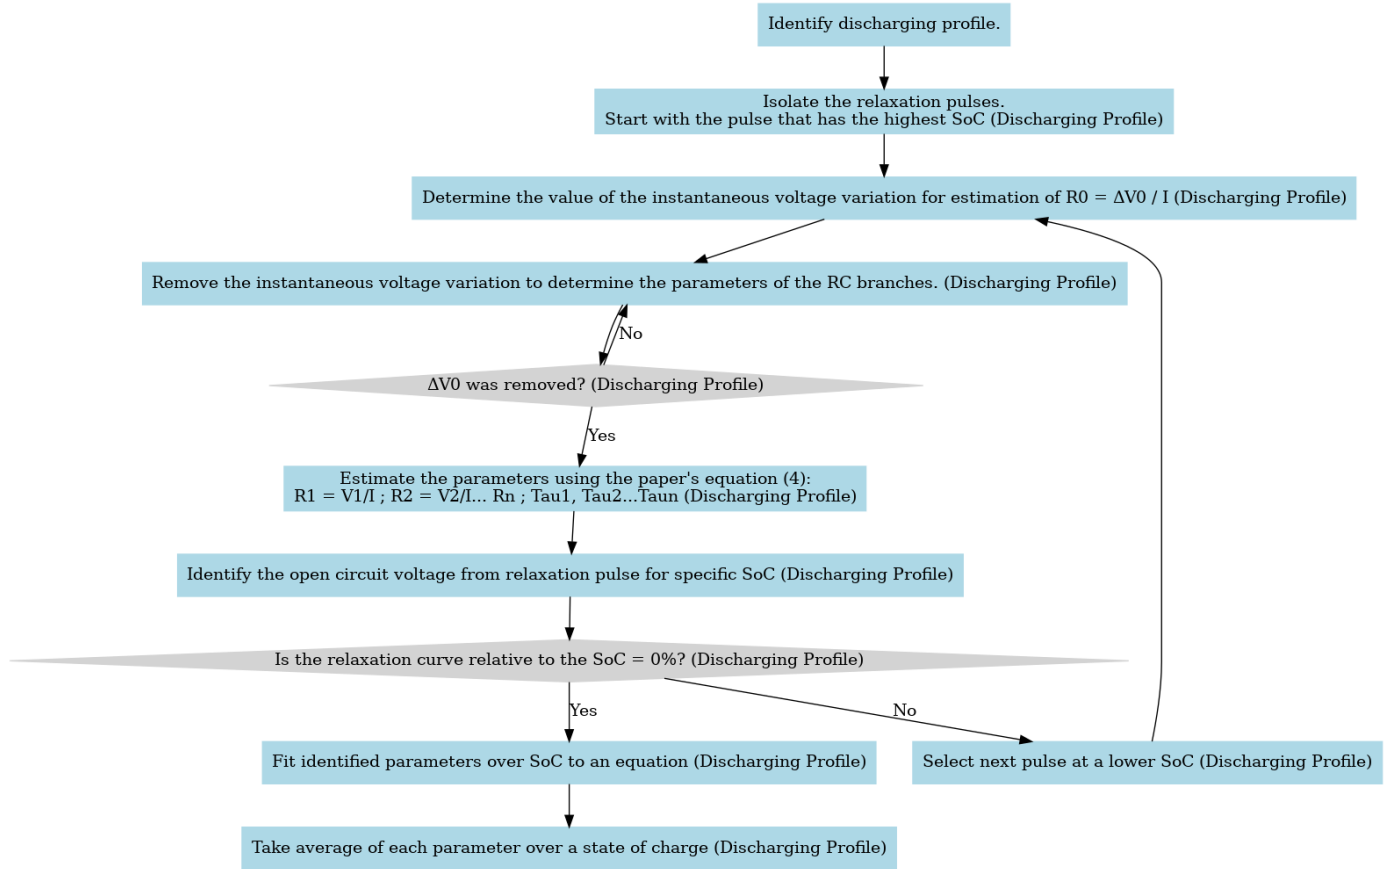 Identify discharging profile.
Isolate the relaxation pulses.
Start with the pulse that has the highest SoC (Discharging Profile)
Determine the value of the instantaneous voltage variation for estimation of R0 = ΔV0 / I (Discharging Profile)
Remove the instantaneous voltage variation to determine the parameters of the RC branches. (Discharging Profile)
No
ΔV0 was removed? (Discharging Profile)
Yes
Estimate the parameters using the paper's equation (4):
R1 = V1/I ; R2 = V2/I... Rn ; Tau1, Tau2...Taun (Discharging Profile)
Identify the open circuit voltage from relaxation pulse for specific SoC (Discharging Profile)
Is the relaxation curve relative to the SoC = 0%? (Discharging Profile)
Yes
No
Fit identified parameters over SoC to an equation (Discharging Profile)
Select next pulse at a lower SoC (Discharging Profile)
Take average of each parameter over a state of charge (Discharging Profile)